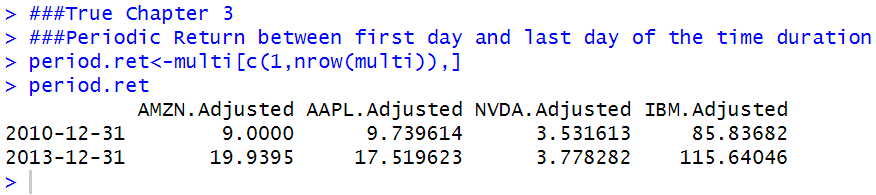 > ###True Chapter 3
> ###Periodic Return between first day and last day of the time duration
> period.ret<-multi[c(1,nrow(multi)),]
> period.ret
           AMZN.Adjusted AAPL.Adjusted NVDA.Adjusted IBM.Adjusted
2010-12-31        9.0000      9.739614      3.531613     85.83682
2013-12-31       19.9395     17.519623      3.778282    115.64046
>